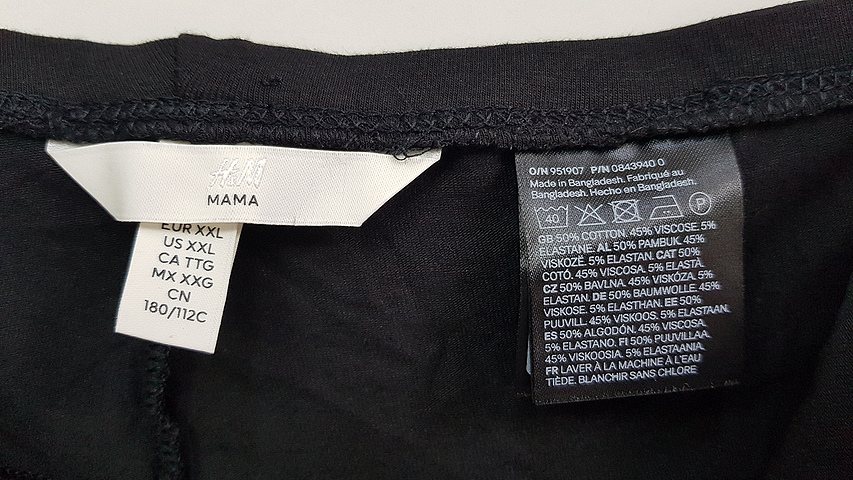 H&M
MAMA
EUR XXL
US XXL
CA TTG
MX XXG
CN
180/112C
O/N 951907 P/N 0843940 0
Made in Bangladesh. Fabriqué au
Bangladesh. Hecho en Bangladesh.
40 P
GB 50% COTTON. 45% VISCOSE. 5%
ELASTANE. AL 50% PAMBUK. 45%
VISKOZË. 5% ELASTAN. CAT 50%
COTÓ. 45% VISCOSA. 5% ELASTÀ.
CZ 50% BAVLNA. 45% VISKÓZA. 5%
ELASTAN. DE 50% BAUMWOLLE. 45%
VISKOSE. 5% ELASTHAN. EE 50%
PUUVILL. 45% VISKOOS. 5% ELASTAAN.
ES 50% ALGODÓN. 45% VISCOSA.
5% ELASTANO. FI 50% PUUVILLAA.
45% VISKOOSIA. 5% ELASTAANIA.
FR LAVER À LA MACHINE À L'EAU
TIÈDE. BLANCHIR SANS CHLORE